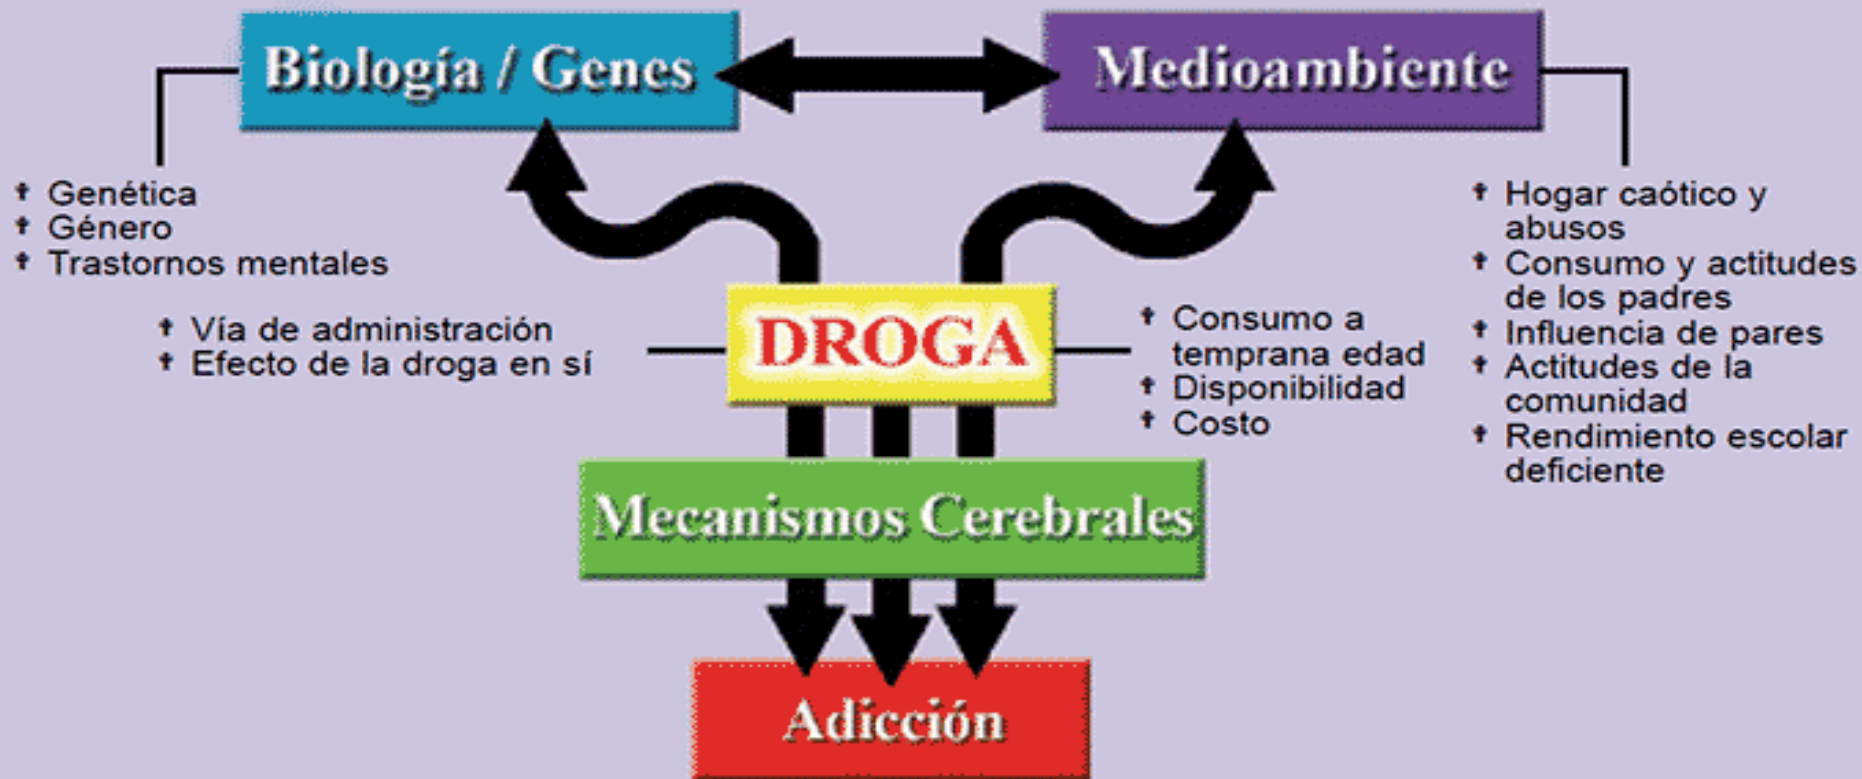 Biología / Genes
Medioambiente
✝ Genética
✝ Género
✝ Trastornos mentales
✝ Hogar caótico y
abusos
✝ Consumo y actitudes
de los padres
✝ Influencia de pares
✝ Actitudes de la
comunidad
✝ Rendimiento escolar
deficiente
✝ Vía de administración
✝ Efecto de la droga en sí
DROGA
✝ Consumo a
temprana edad
✝ Disponibilidad
✝ Costo
Mecanismos Cerebrales
Adicción